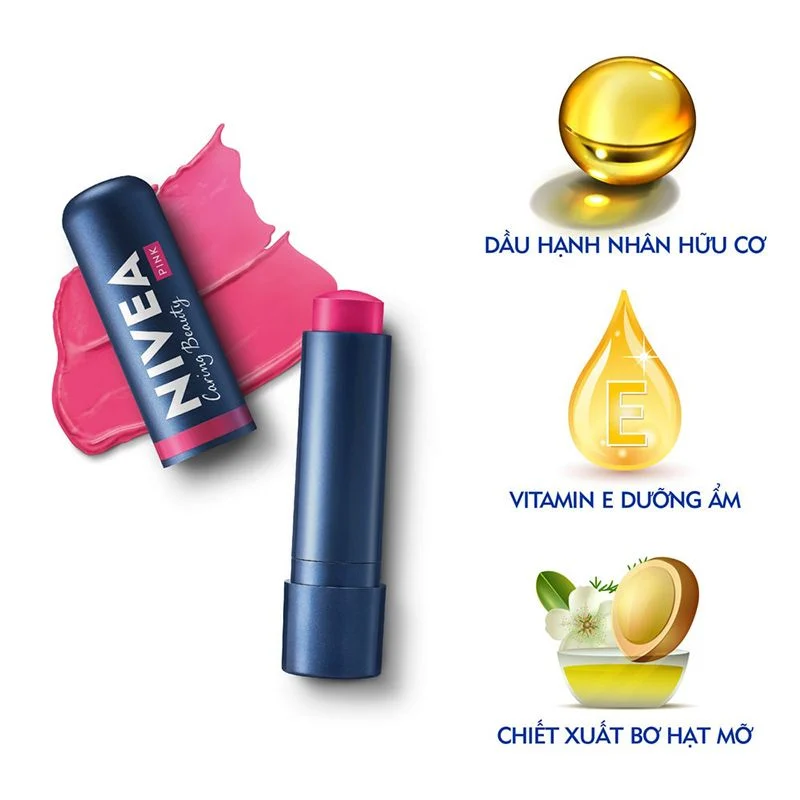 NIVEA
PINK
Caring Beauty
DẦU HẠNH NHÂN HỮU CƠ
E
VITAMIN E DƯỠNG ẨM
CHIẾT XUẤT BƠ HẠT MỠ